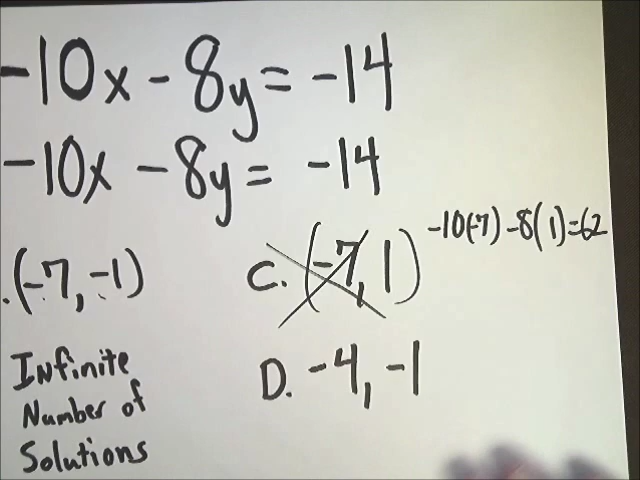 -10x - 8y = -14
-10x - 8y = -14
-10(-7) -8(1)=62
.(-7, -1)
C. (-7, 1)
Infinite
Number of
Solutions
D. -4, -1